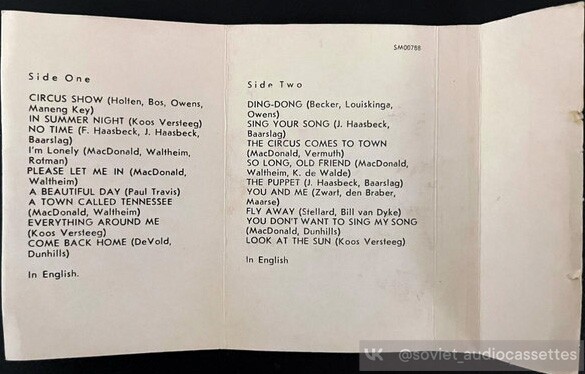 SM00788
Side One
CIRCUS SHOW (Holten, Bos, Owens,
Maneng Key)
IN SUMMER NIGHT (Koos Versteeg)
NO TIME (F. Haasbeck, J. Haasbeck,
Baarslag)
I'm Lonely (MacDonald, Waltheim,
Rotman)
PLEASE LET ME IN (MacDonald,
Waltheim)
A BEAUTIFUL DAY (Paul Travis)
A TOWN CALLED TENNESSEE
(MacDonald, Waltheim)
EVERYTHING AROUND ME
(Koos Versteeg)
COME BACK HOME (DeVold,
Dunhills)
In English.
Side Two
DING-DONG (Becker, Louiskinga,
Owens)
SING YOUR SONG (J. Haasbeck,
Baarslag)
THE CIRCUS COMES TO TOWN
(MacDonald, Vermuth)
SO LONG, OLD FRIEND (MacDonald,
Waltheim, K. de Walde)
THE PUPPET (J. Haasbeck, Baarslag)
YOU AND ME (Zwart, den Braber,
Maarse)
FLY AWAY (Stellard, Bill van Dyke)
YOU DON'T WANT TO SING MY SONG
(MacDonald, Dunhills)
LOOK AT THE SUN (Koos Versteeg)
In English
@soviet_audiocassettes